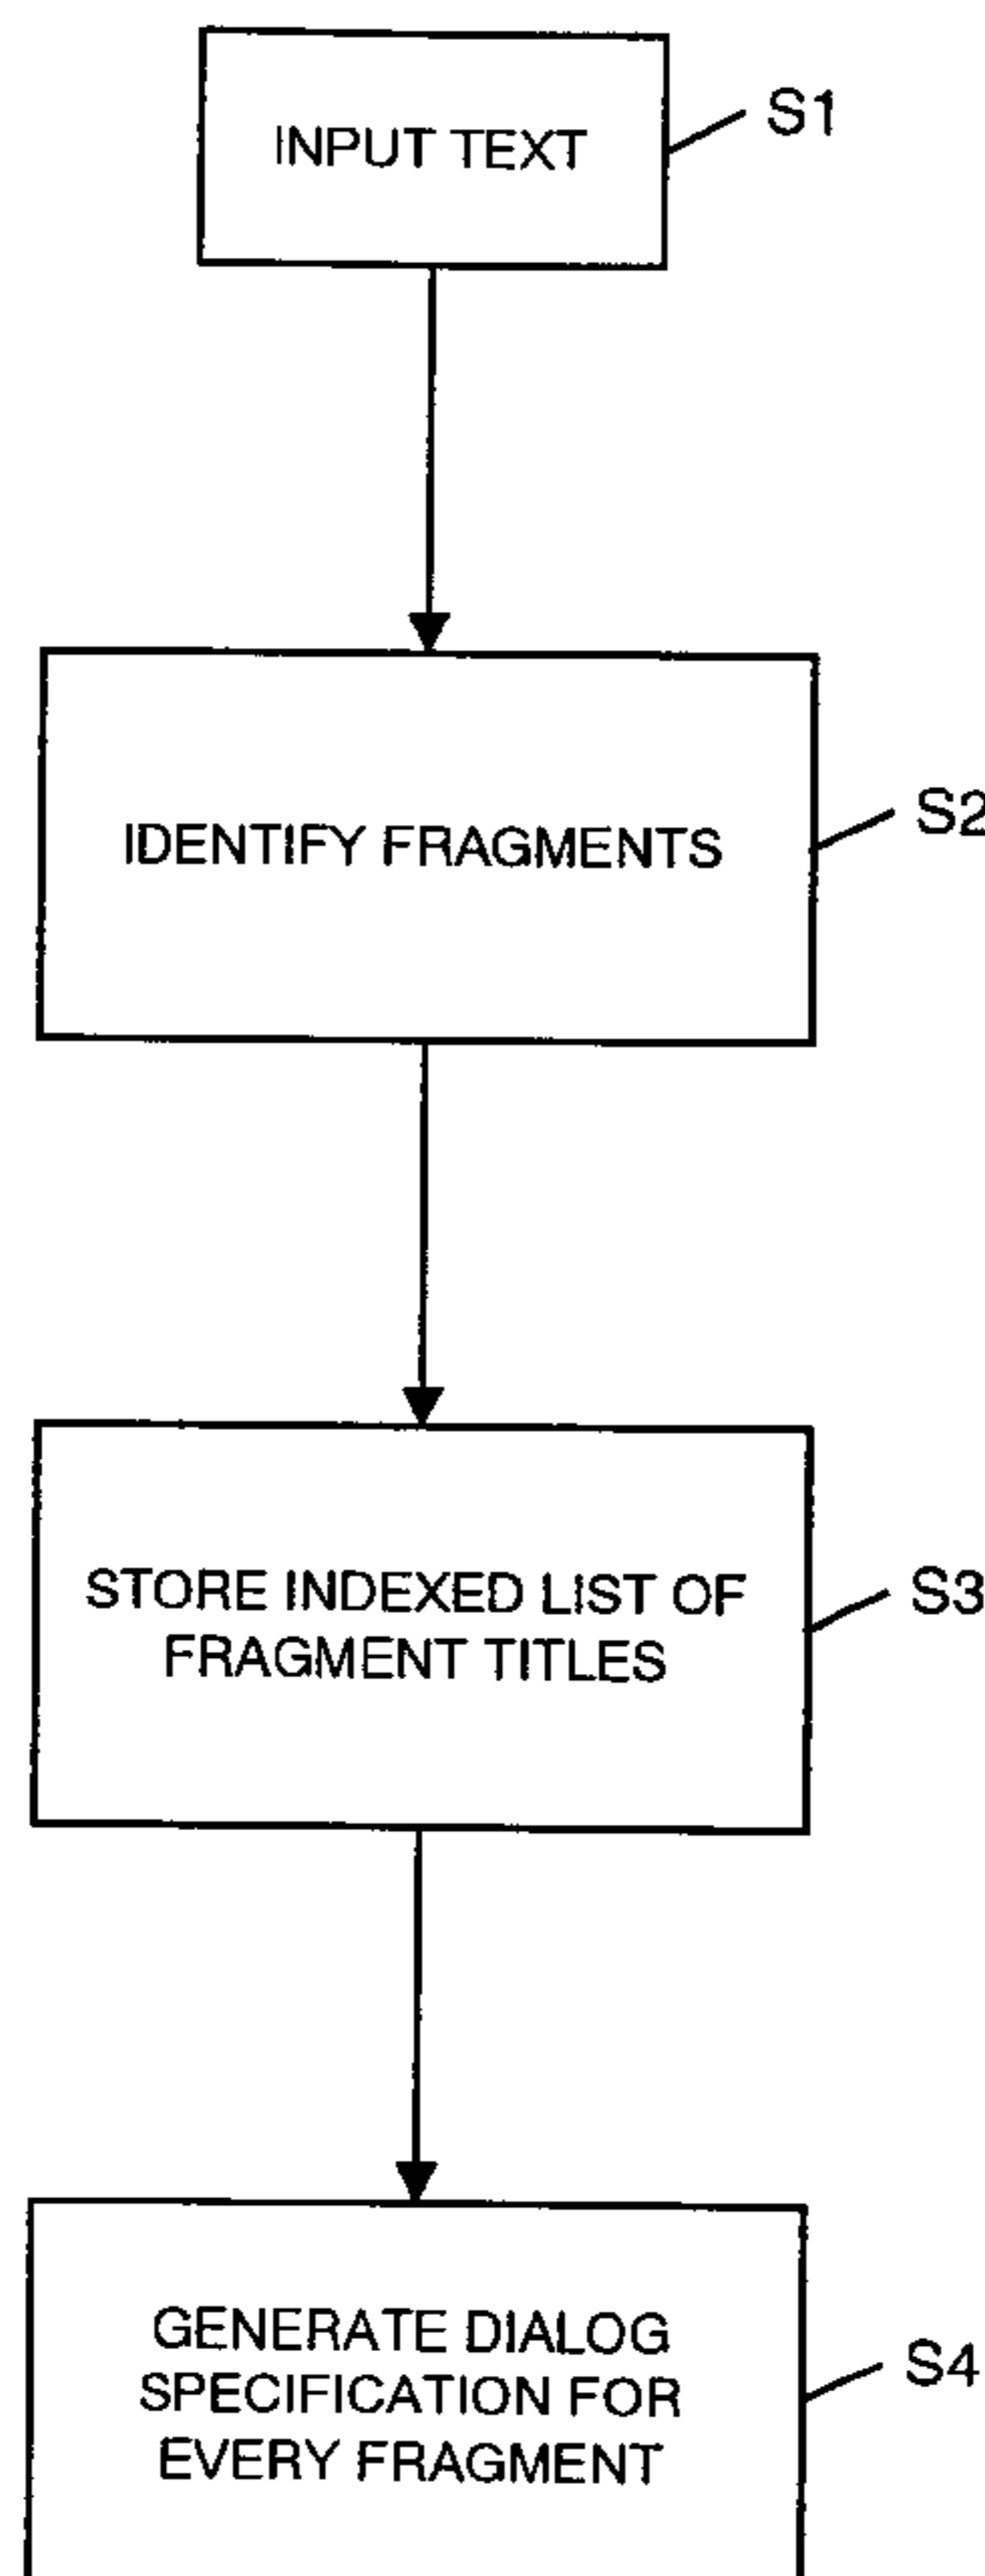 INPUT TEXT
S1
IDENTIFY FRAGMENTS
S2
STORE INDEXED LIST OF
FRAGMENT TITLES
S3
GENERATE DIALOG
SPECIFICATION FOR
EVERY FRAGMENT
S4